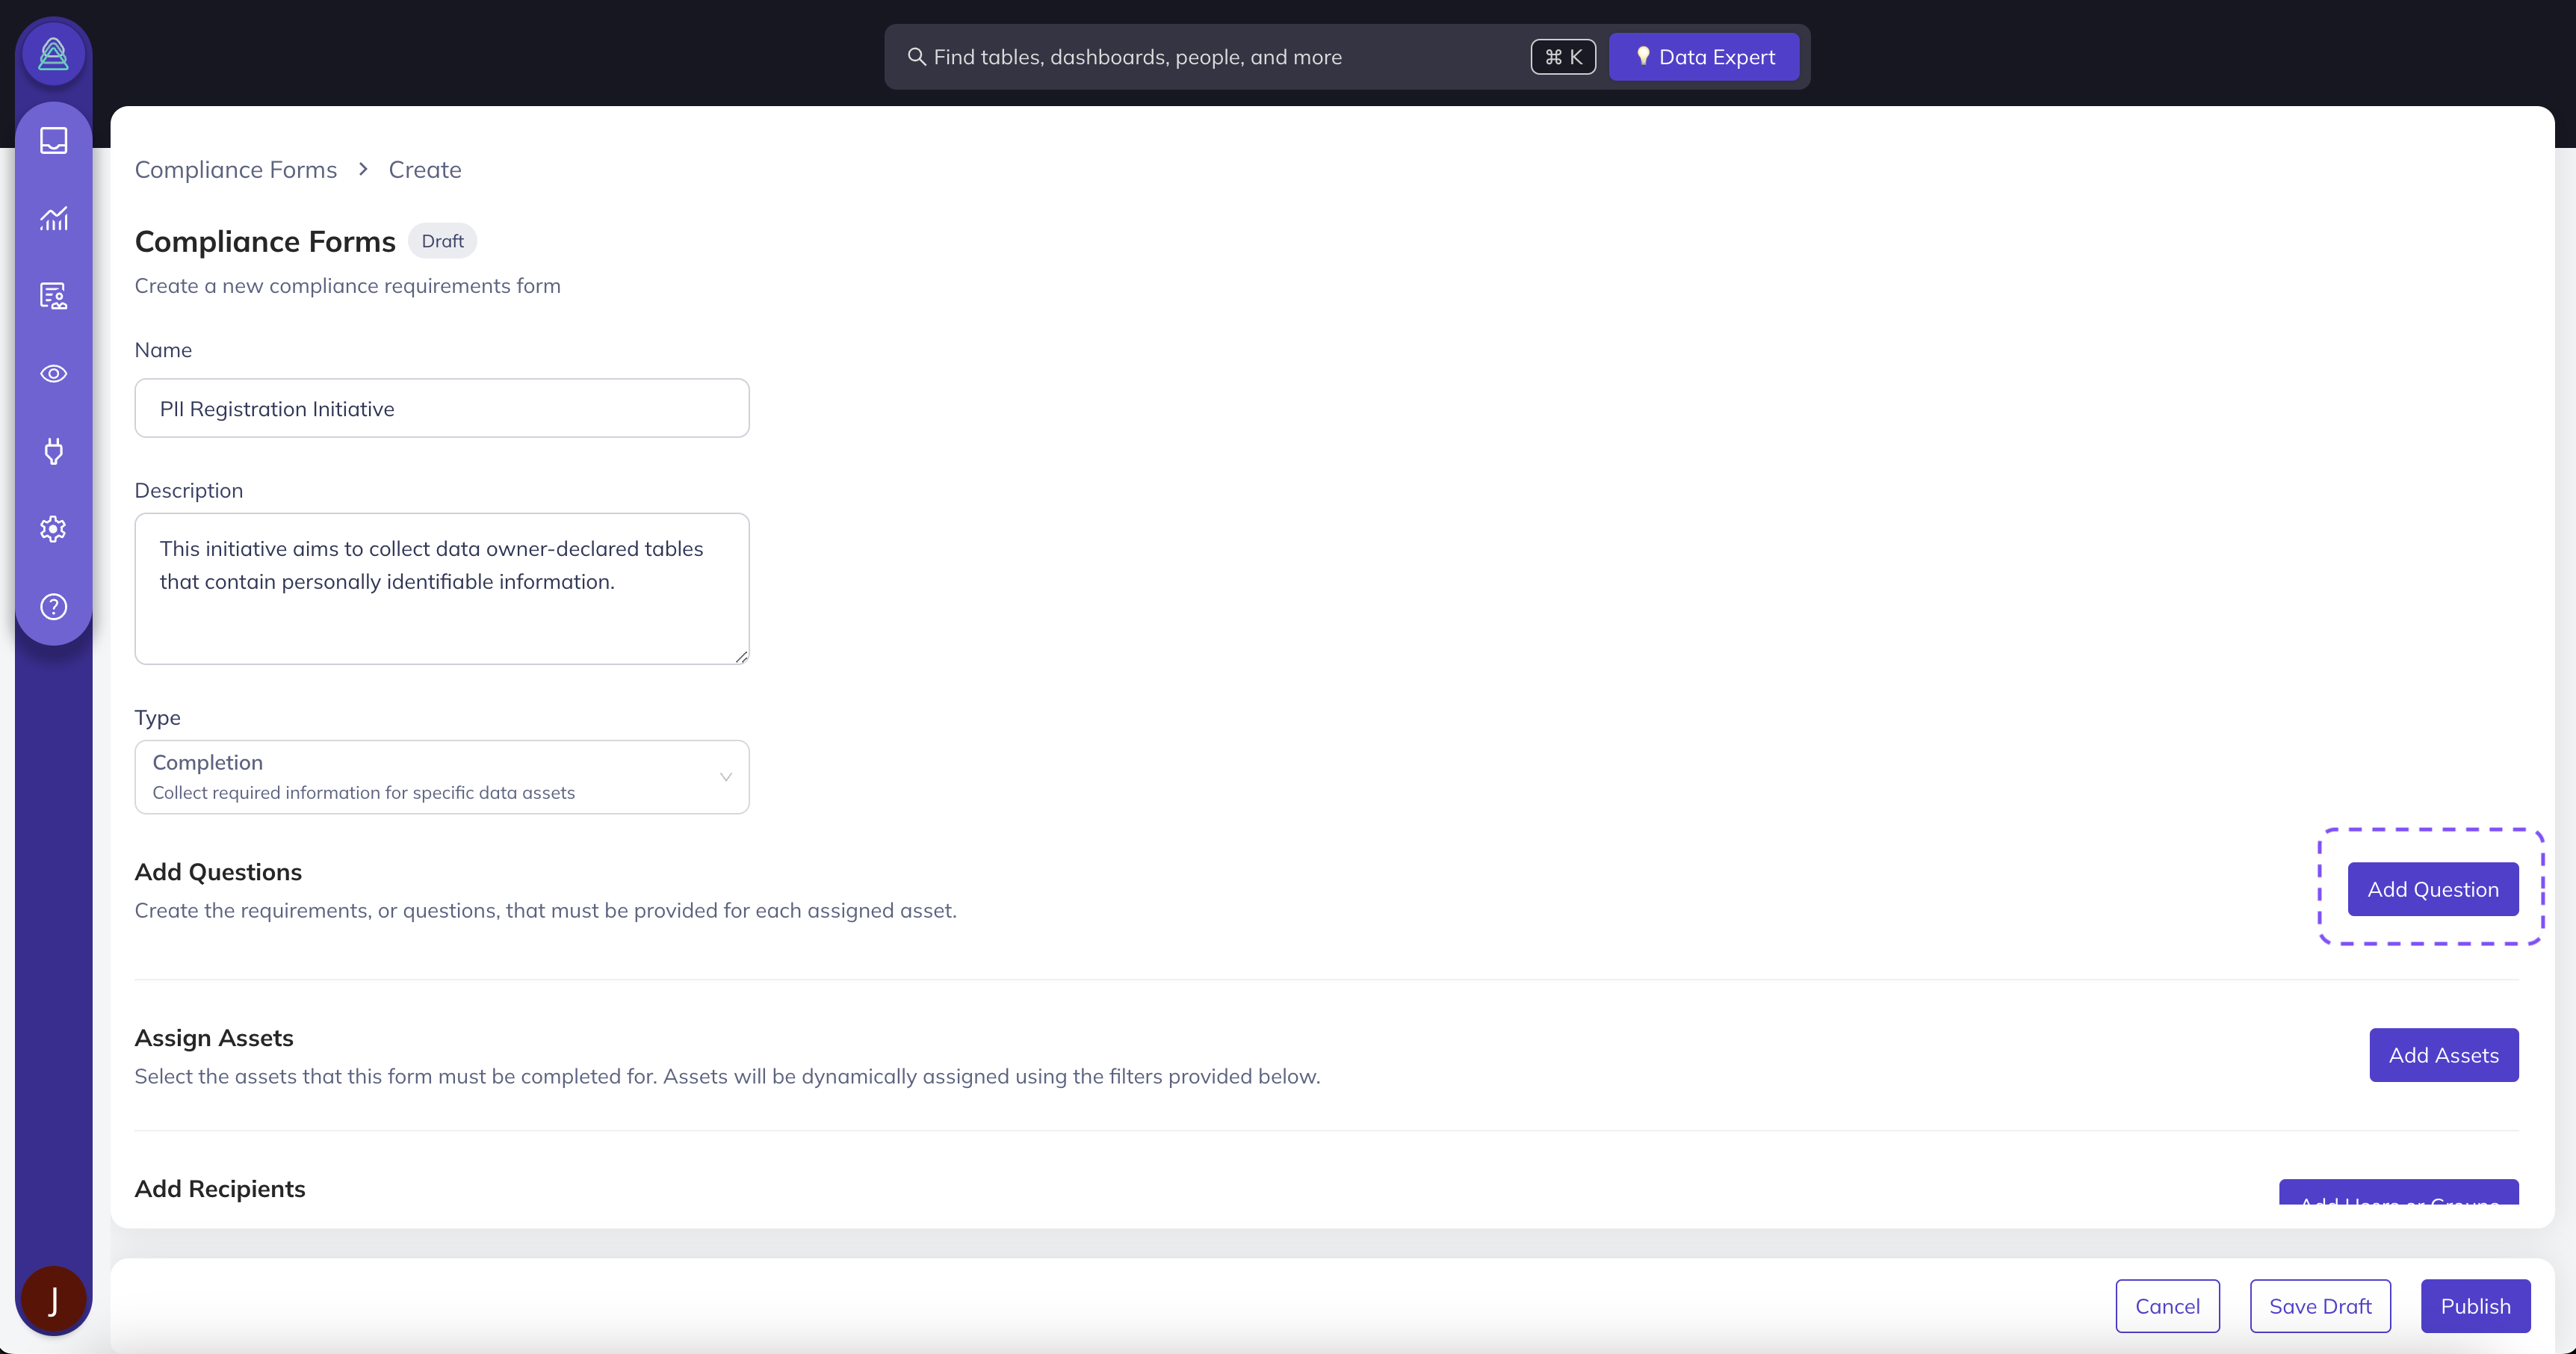 Find tables, dashboards, people, and more
⌘ K
Data Expert
Compliance Forms > Create
Compliance Forms
Draft
Create a new compliance requirements form
Name
PII Registration Initiative
Description
This initiative aims to collect data owner-declared tables
that contain personally identifiable information.
Type
Completion
Collect required information for specific data assets
Add Questions
Create the requirements, or questions, that must be provided for each assigned asset.
Add Question
Assign Assets
Select the assets that this form must be completed for. Assets will be dynamically assigned using the filters provided below.
Add Assets
Add Recipients
Add Users or Groups
J
Cancel
Save Draft
Publish